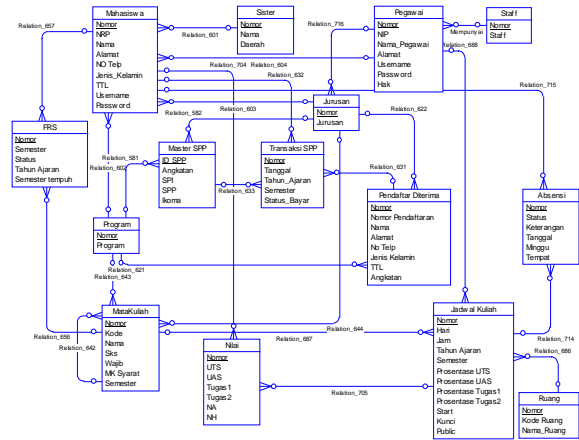 Mahasiswa
Nomor
NRP
Nama
Alamat
NO Telp
Jenis_Kelamin
TTL
Username
Password
Sister
Nomor
Nama
Daerah
Pegawai
Nomor
NIP
Nama_Pegawai
Alamat
Username
Password
Hak
Staff
Nomor
Staff
Mempunyai
Relation_657
Relation_601
Relation_716
Relation_688
Relation_704
Relation_604
Relation_632
Relation_715
Relation_603
Relation_582
Relation_622
Jurusan
Nomor
Jurusan
FRS
Nomor
Semester
Status
Tahun Ajaran
Semester tempuh
Master SPP
ID SPP
Angkatan
SPI
SPP
Ikoma
Transaksi SPP
Nomor
Tanggal
Tahun_Ajaran
Semester
Status_Bayar
Relation_581
Relation_602
Relation_633
Relation_631
Pendaftar Diterima
Nomor
Nomor Pendaftaran
Nama
Alamat
No Telp
Jenis Kelamin
TTL
Angkatan
Absensi
Nomor
Status
Keterangan
Tanggal
Minggu
Tempat
Program
Nomor
Program
Relation_621
Relation_643
MataKuliah
Nomor
Kode
Nama
Sks
Wajib
MK Syarat
Semester
Relation_656
Relation_642
Relation_644
Relation_687
Nilai
Nomor
UTS
UAS
Tugas1
Tugas2
NA
NH
Relation_705
Jadwal Kuliah
Nomor
Hari
Jam
Tahun Ajaran
Semester
Prosentase UTS
Prosentase UAS
Prosentase Tugas1
Prosentase Tugas2
Start
Kunci
Public
Relation_714
Relation_686
Ruang
Nomor
Kode Ruang
Nama_Ruang